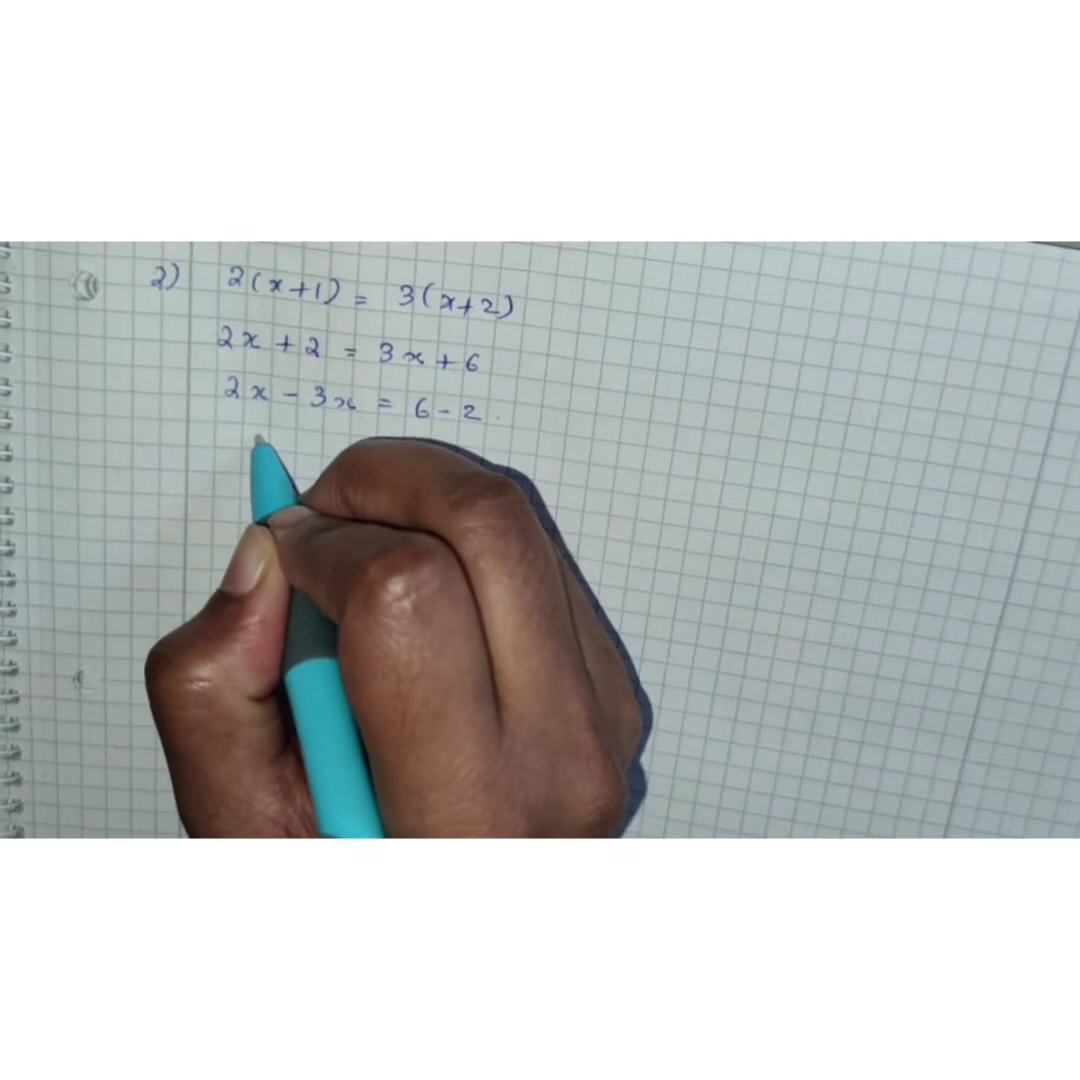 2) 2(x+1) = 3(x+2)
2x + 2 = 3x + 6
2x - 3x = 6 - 2